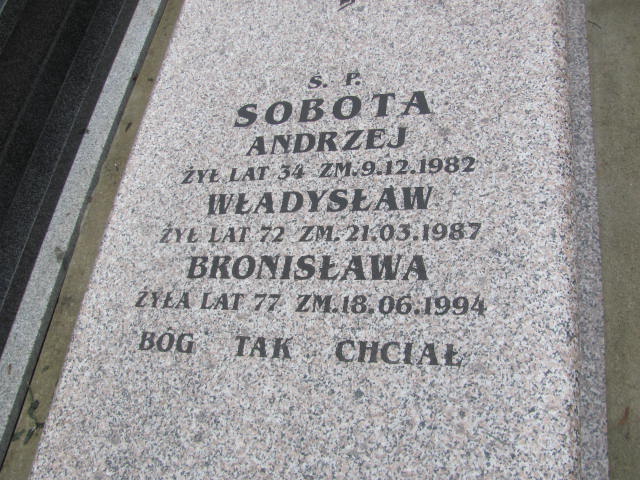 S. P.
SOBOTA
ANDRZEJ
ŻYŁ LAT 34 ZM. 9.12.1982
WŁADYSŁAW
ŻYŁ LAT 72 ZM. 21.03.1987
BRONISŁAWA
ŻYŁA LAT 77 ZM. 18.06.1994
BÓG TAK CHCIAŁ